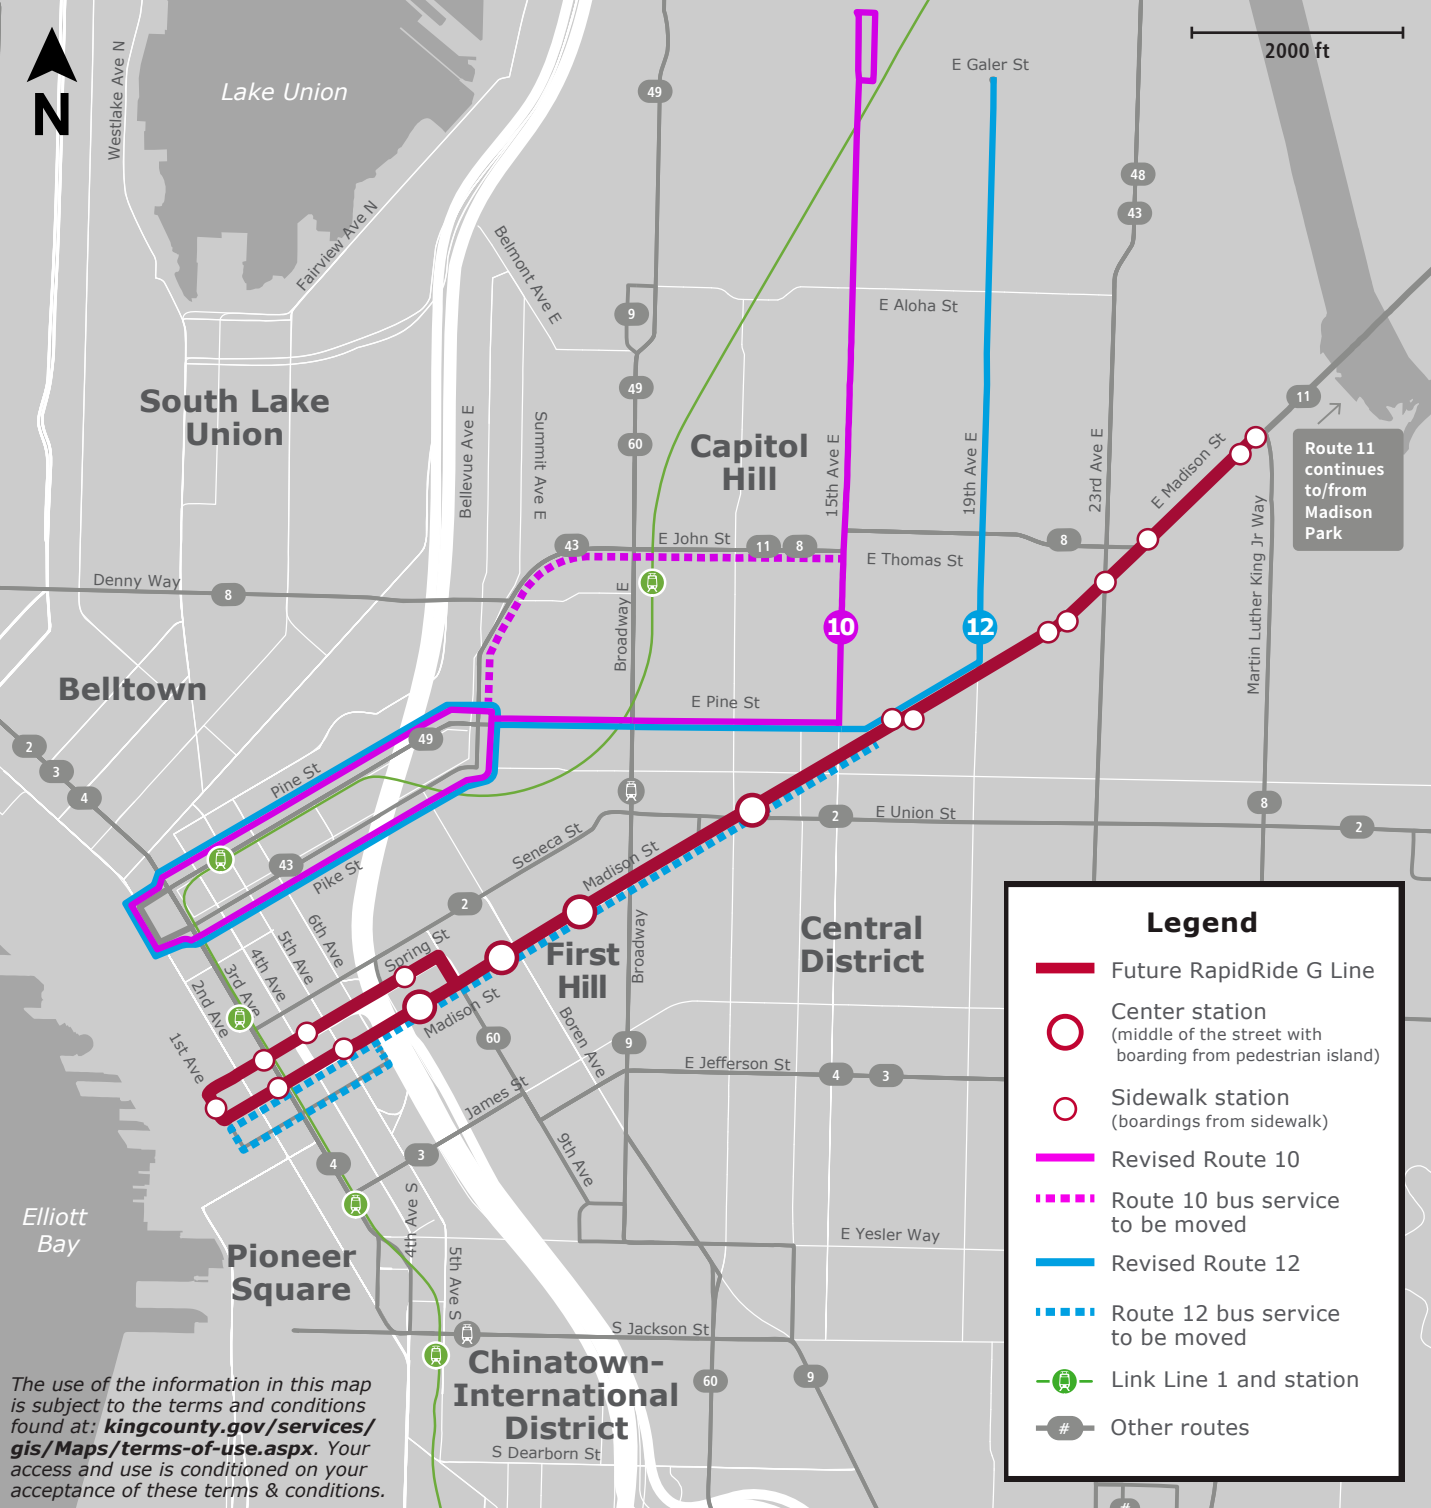 N
Lake Union
Westlake Ave N
Fairview Ave N
Belmont Ave E
49
E Galer St
2000 ft
48
43
9
E Aloha St
South Lake
Union
49
60
Bellevue Ave E
Summit Ave E
Capitol
Hill
15th Ave E
19th Ave E
23rd Ave E
E Madison St
11
Route 11
continues
to/from
Madison
Park
43
E John St
11
8
E Thomas St
8
Denny Way
8
Broadway E
10
12
Martin Luther King Jr Way
Belltown
E Pine St
49
2
3
4
Pine St
43
Pike St
Seneca St
Madison St
2
E Union St
8
2
2
6th Ave
5th Ave
4th Ave
3rd Ave
2nd Ave
1st Ave
Spring St
Madison St
First
Hill
Broadway
Central
District
60
Boren Ave
9
E Jefferson St
4
3
James St
3
4
9th Ave
Elliott
Bay
Pioneer
Square
4th Ave S
5th Ave S
E Yesler Way
S Jackson St
Chinatown-
International
District
60
9
S Dearborn St
The use of the information in this map
is subject to the terms and conditions
found at: kingcounty.gov/services/
gis/Maps/terms-of-use.aspx. Your
access and use is conditioned on your
acceptance of these terms & conditions.
Legend
Future RapidRide G Line
Center station
(middle of the street with
boarding from pedestrian island)
Sidewalk station
(boardings from sidewalk)
Revised Route 10
Route 10 bus service
to be moved
Revised Route 12
Route 12 bus service
to be moved
Link Line 1 and station
# Other routes
#